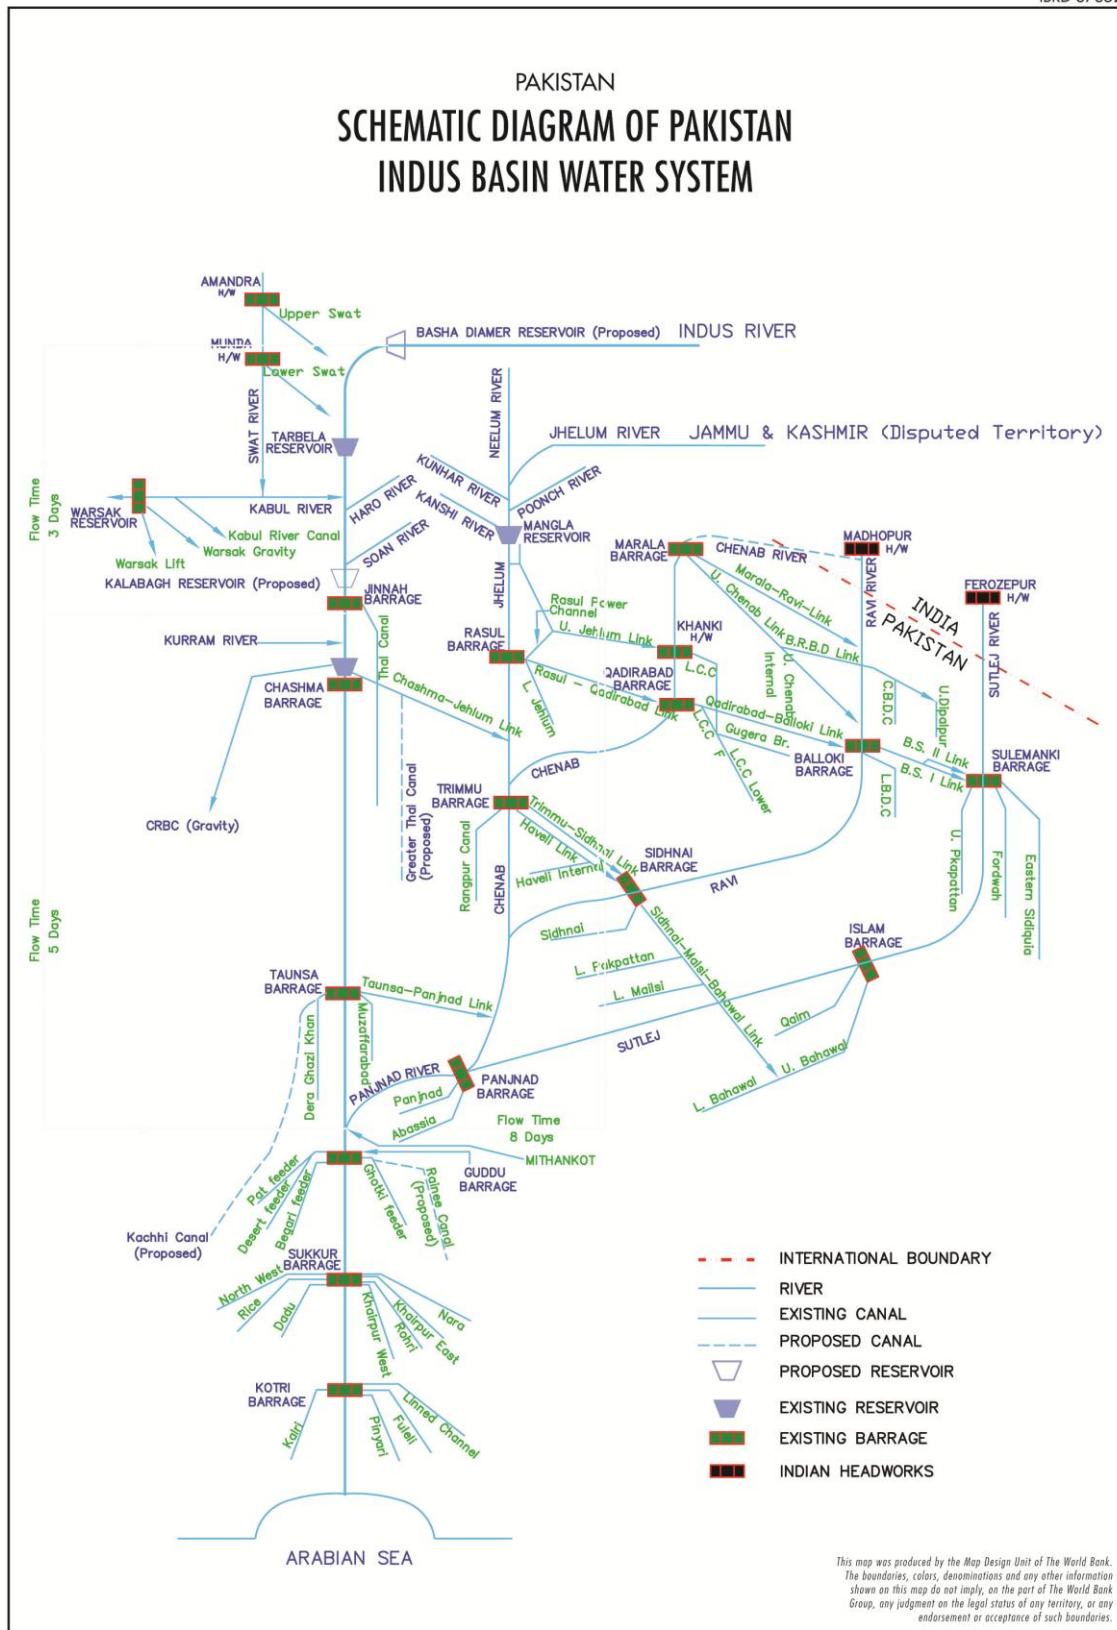 PAKISTAN
SCHEMATIC DIAGRAM OF PAKISTAN
INDUS BASIN WATER SYSTEM
AMANDRA
H/W
Upper Swat
MUNDA
H/W
Lower Swat
BASHA DIAMER RESERVOIR (Proposed)
INDUS RIVER
SWAT RIVER
TARBELA
RESERVOIR
NEELUM RIVER
JHELUM RIVER
JAMMU & KASHMIR (Disputed Territory)
KUNHAR RIVER
POONCH RIVER
KANSHI RIVER
MANGLA
RESERVOIR
Flow Time
3 Days
WARSAK
RESERVOIR
KABUL RIVER
HARO RIVER
Kabul River Canal
Warsak Gravity
Warsak Lift
SOAN RIVER
KALABAGH RESERVOIR (Proposed)
JINNAH
BARRAGE
JHELUM
MARALA
BARRAGE
CHENAB RIVER
MADHOPUR
H/W
RAVI RIVER
FEROZEPUR
H/W
INDIA
PAKISTAN
SUTLEJ RIVER
Marala-Ravi-Link
U. Chenab Link
B.R.B.D Link
U. Chenab
Internal
C.B.D.C
U.Dipalpur
Rasul Power
Channel
U. Jehlum Link
KHANKI
H/W
RASUL
BARRAGE
L.C.C
QADIRABAD
BARRAGE
Rasul - Qadirabad Link
L. Jehlum
KURRAM RIVER
Thal Canal
CHASHMA
BARRAGE
Chashma-Jehlum Link
Qadirabad-Balloki Link
L.C.C F
Gugera Br.
L.C.C Lower
BALLOKI
BARRAGE
L.B.D.C
B.S. II Link
B.S. I Link
SULEMANKI
BARRAGE
CHENAB
CRBC (Gravity)
Greater Thal Canal
(Proposed)
TRIMMU
BARRAGE
Trimmu-Sidhnai Link
Haveli Link
Haveli Internal
Rangpur Canal
CHENAB
SIDHNAI
BARRAGE
RAVI
U. Pkapattan
Fordwah
Eastern Sidiquia
Flow Time
5 Days
Sidhnai
Sidhnai-Malsi-Bahawal Link
L. Pakpattan
L. Mailsi
ISLAM
BARRAGE
Qaim
U. Bahawal
L. Bahawal
SUTLEJ
TAUNSA
BARRAGE
Taunsa-Panjnad Link
Dera Ghazi Khan
Muzaffarabad
PANJNAD RIVER
PANJNAD
BARRAGE
Panjnad
Abassia
Flow Time
8 Days
MITHANKOT
GUDDU
BARRAGE
Pat feeder
Desert feeder
Begari feeder
Ghotki feeder
Rainee Canal
(Proposed)
Kachhi Canal
(Proposed)
SUKKUR
BARRAGE
North West
Rice
Dadu
Khairpur West
Rohri
Khairpur East
Nara
KOTRI
BARRAGE
Kalri
Pinyari
Fuleli
Linned Channel
ARABIAN SEA
INTERNATIONAL BOUNDARY
RIVER
EXISTING CANAL
PROPOSED CANAL
PROPOSED RESERVOIR
EXISTING RESERVOIR
EXISTING BARRAGE
INDIAN HEADWORKS
This map was produced by the Map Design Unit of The World Bank.
The boundaries, colors, denominations and any other information
shown on this map do not imply, on the part of The World Bank
Group, any judgment on the legal status of any territory, or any
endorsement or acceptance of such boundaries.